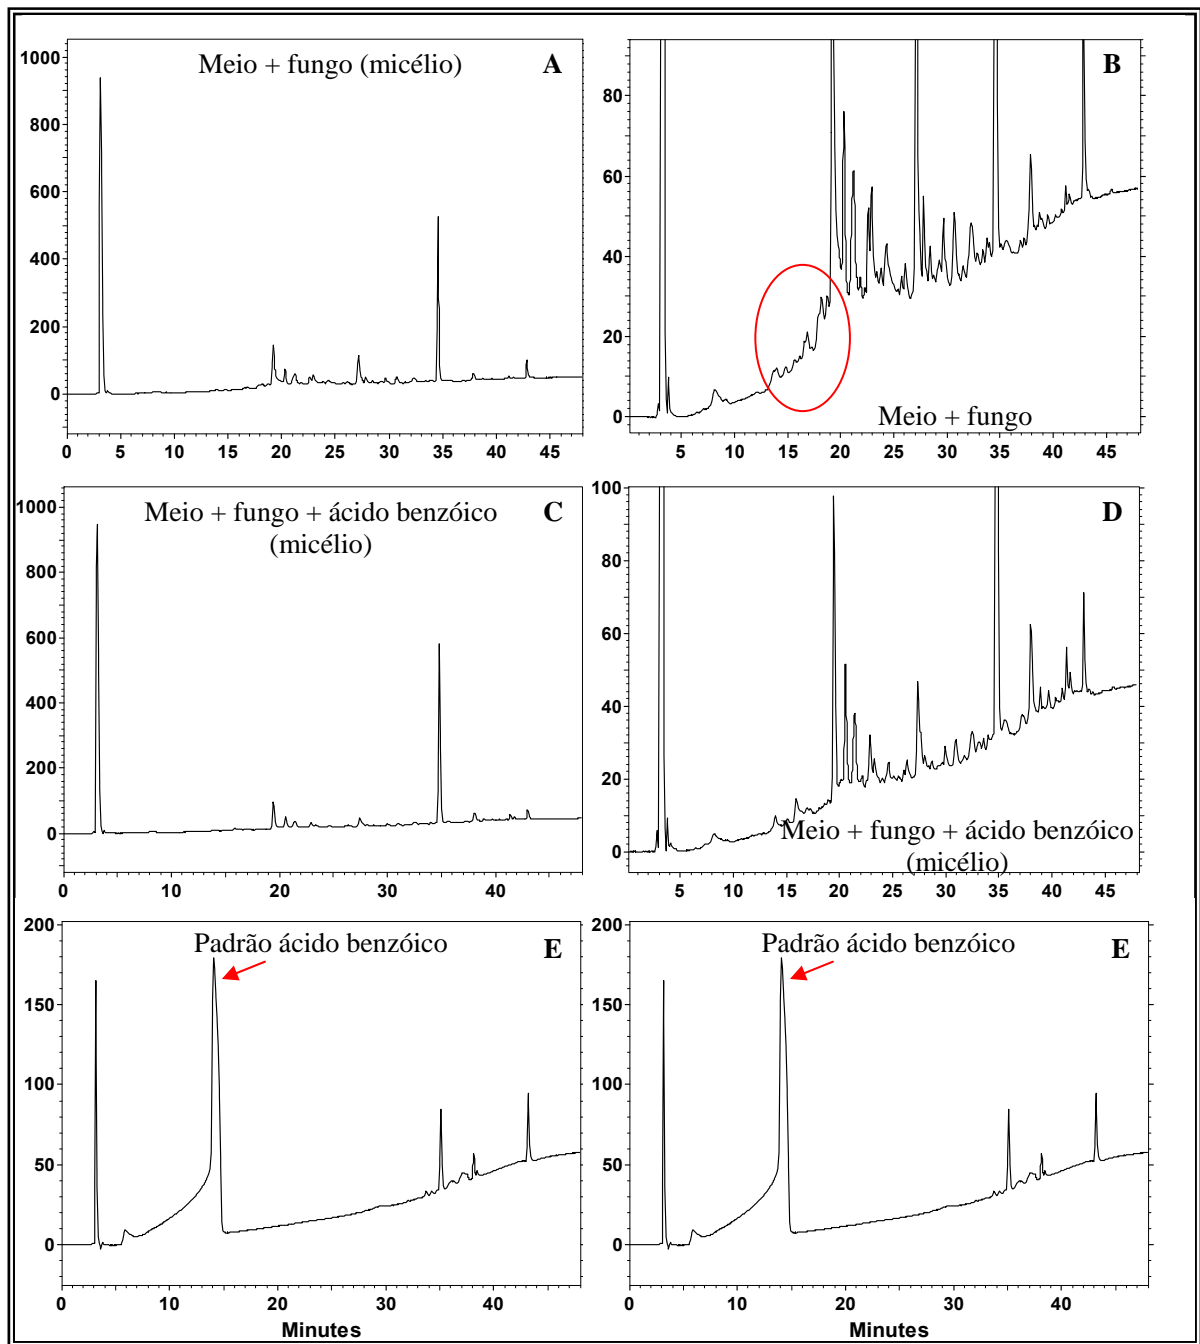 Meio + fungo (micélio) A
1000
800
600
400
200
0
0 5 10 15 20 25 30 35 40 45
B
80
60
40
20
0
Meio + fungo
5 10 15 20 25 30 35 40 45
Meio + fungo + ácido benzóico C
(micélio)
1000
800
600
400
200
0
0 10 20 30 40
D
100
80
60
40
20
0
Meio + fungo + ácido benzóico
(micélio)
5 10 15 20 25 30 35 40 45
Padrão ácido benzóico E
200
150
100
50
0
0 10 20 30 40
Minutes
Padrão ácido benzóico E
200
150
100
50
0
0 10 20 30 40
Minutes